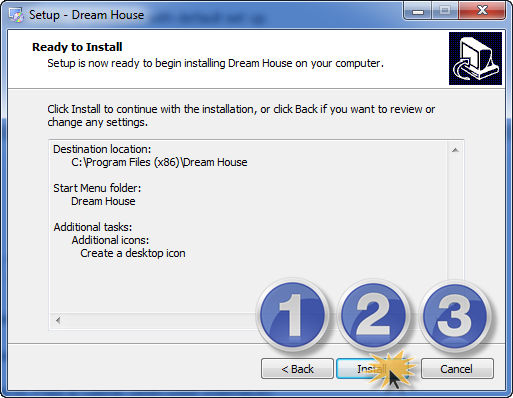 Setup - Dream House
Ready to Install
Setup is now ready to begin installing Dream House on your computer.
Click Install to continue with the installation, or click Back if you want to review or
change any settings.
Destination location:
C:\Program Files (x86)\Dream House
Start Menu folder:
Dream House
Additional tasks:
Additional icons:
Create a desktop icon
1 2 3
< Back Install Cancel